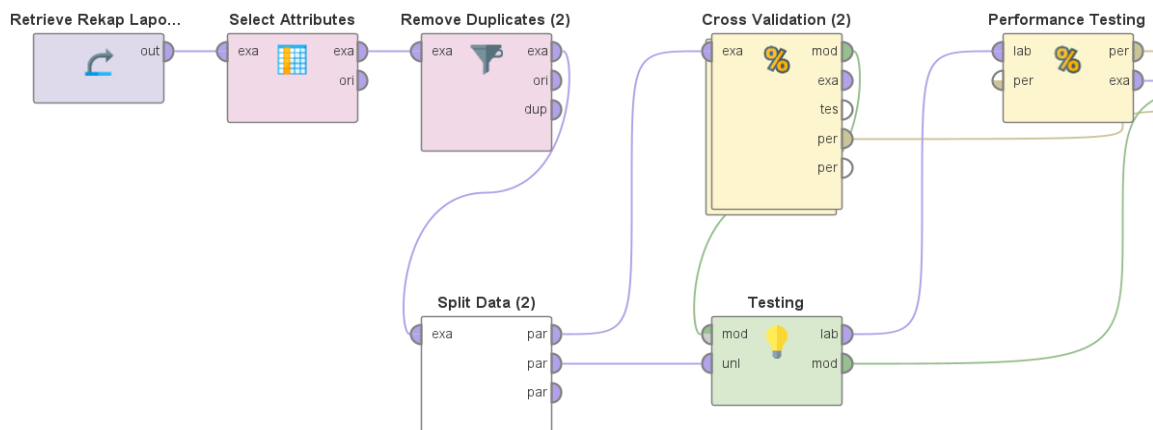 Retrieve Rekap Lapo...
out
Select Attributes
exa exa
ori
Remove Duplicates (2)
exa exa
ori
dup
Cross Validation (2)
exa mod
exa
tes
per
per
Performance Testing
lab per
per exa
Split Data (2)
exa par
par
par
Testing
mod lab
unl mod